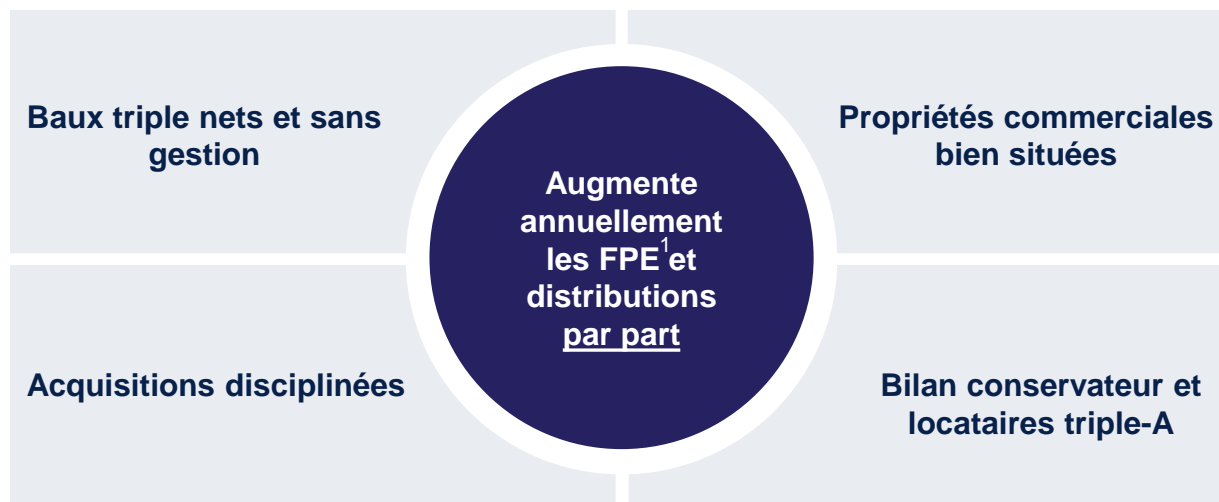 Baux triple nets et sans
gestion
Propriétés commerciales
bien situées
Augmente
annuellement
les FPE¹ et
distributions
par part
Acquisitions disciplinées
Bilan conservateur et
locataires triple-A